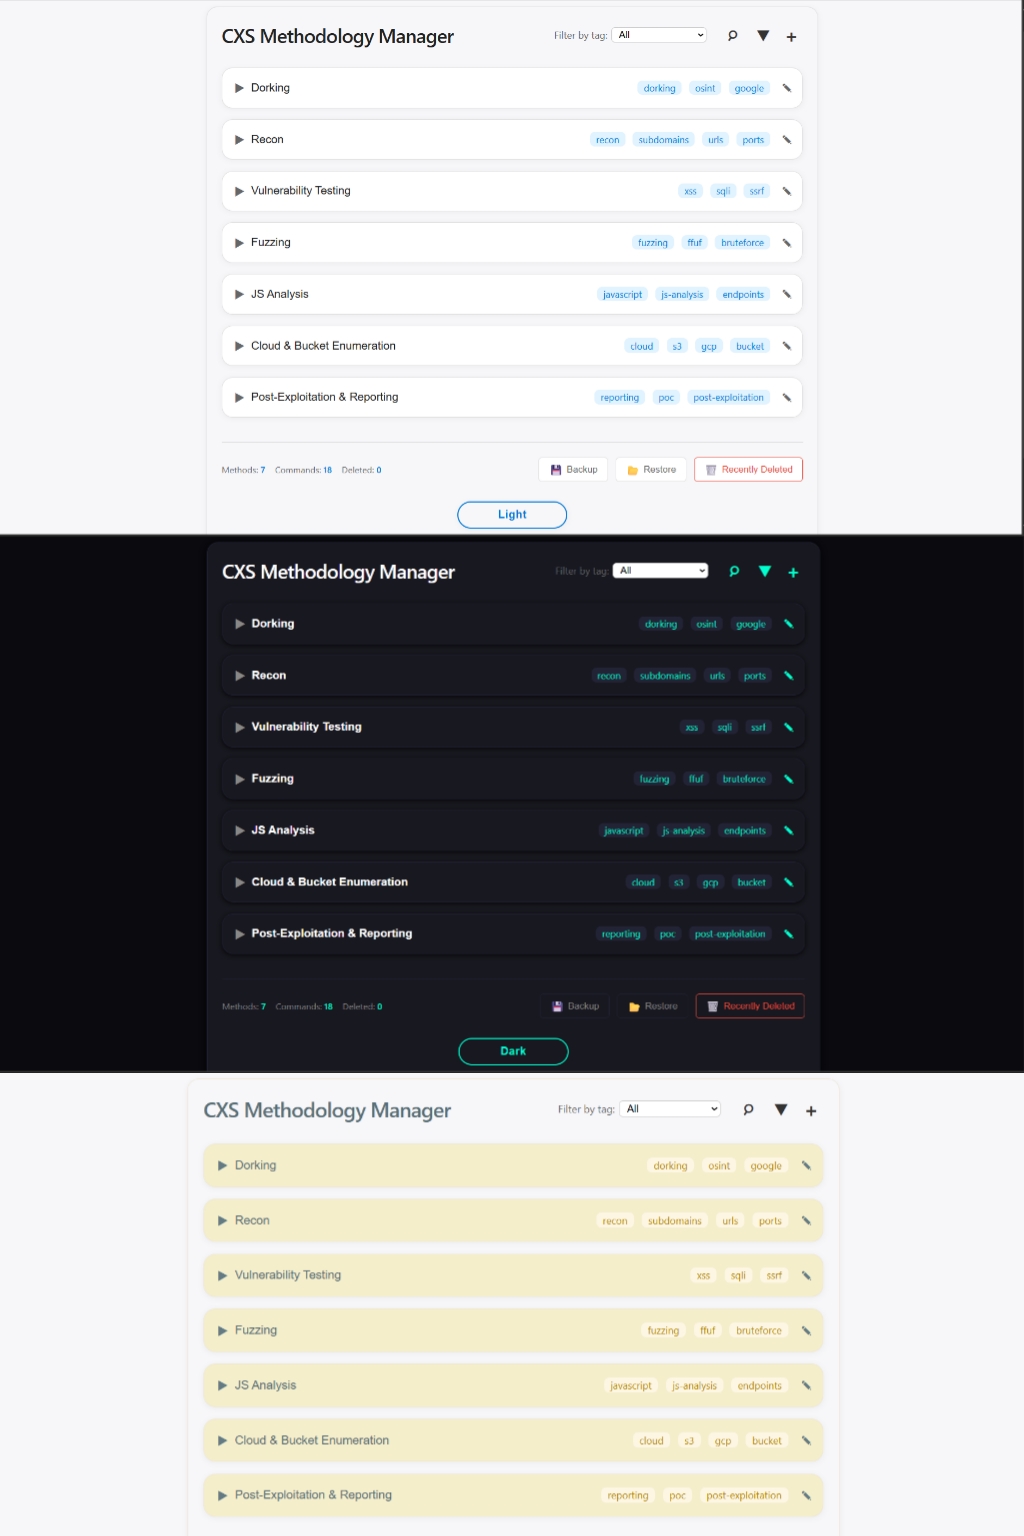 CXS Methodology Manager Filter by tag: All
Dorking dorking osint google
Recon recon subdomains urls ports
Vulnerability Testing xss sqli ssrf
Fuzzing fuzzing ffuf bruteforce
JS Analysis javascript js-analysis endpoints
Cloud & Bucket Enumeration cloud s3 gcp bucket
Post-Exploitation & Reporting reporting poc post-exploitation
Methods: 7 Commands: 18 Deleted: 0 Backup Restore Recently Deleted
Light
CXS Methodology Manager Filter by tag: All
Dorking dorking osint google
Recon recon subdomains urls ports
Vulnerability Testing xss sqli ssrf
Fuzzing fuzzing ffuf bruteforce
JS Analysis javascript js-analysis endpoints
Cloud & Bucket Enumeration cloud s3 gcp bucket
Post-Exploitation & Reporting reporting poc post-exploitation
Methods: 7 Commands: 18 Deleted: 0 Backup Restore Recently Deleted
Dark
CXS Methodology Manager Filter by tag: All
Dorking dorking osint google
Recon recon subdomains urls ports
Vulnerability Testing xss sqli ssrf
Fuzzing fuzzing ffuf bruteforce
JS Analysis javascript js-analysis endpoints
Cloud & Bucket Enumeration cloud s3 gcp bucket
Post-Exploitation & Reporting reporting poc post-exploitation